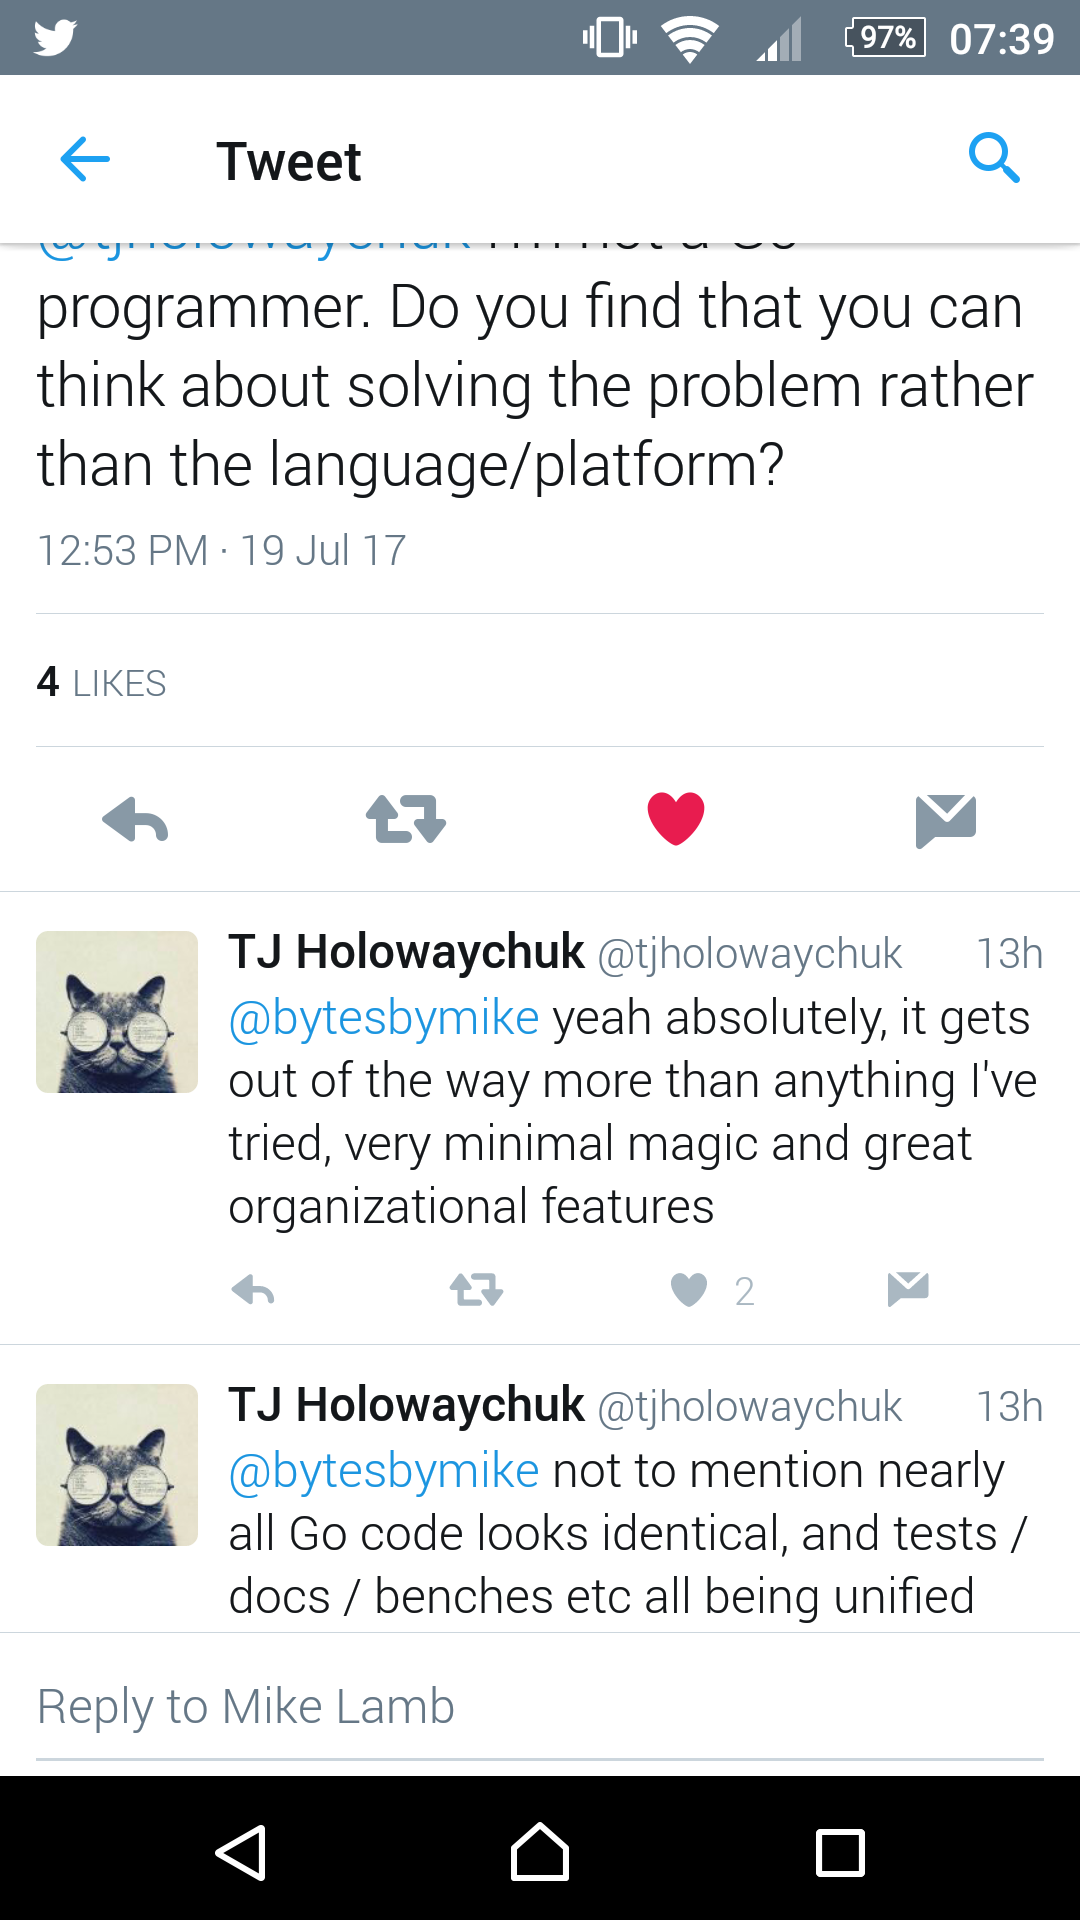 97% 07:39
Tweet
@tjholowaychuk I'm not a Go
programmer. Do you find that you can
think about solving the problem rather
than the language/platform?
12:53 PM · 19 Jul 17
4 LIKES
TJ Holowaychuk @tjholowaychuk 13h
@bytesbymike yeah absolutely, it gets
out of the way more than anything I've
tried, very minimal magic and great
organizational features
2
TJ Holowaychuk @tjholowaychuk 13h
@bytesbymike not to mention nearly
all Go code looks identical, and tests /
docs / benches etc all being unified
Reply to Mike Lamb